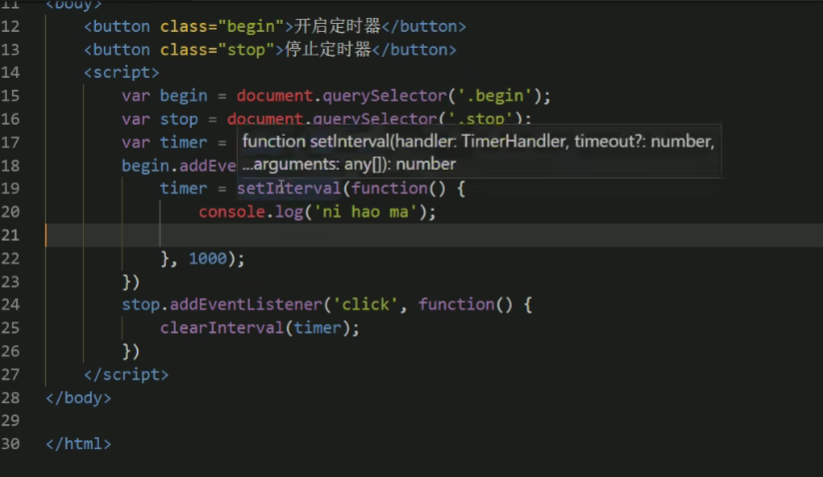 11 <body>
12 <button class="begin">开启定时器</button>
13 <button class="stop">停止定时器</button>
14 <script>
15 var begin = document.querySelector('.begin');
16 var stop = document.querySelector('.stop');
17 var timer =
function setInterval(handler: TimerHandler, timeout?: number,
...arguments: any[]): number
18 begin.addEve
19 timer = setInterval(function() {
20 console.log('ni hao ma');
21
22 }, 1000);
23 })
24 stop.addEventListener('click', function() {
25 clearInterval(timer);
26 })
27 </script>
28 </body>
29
30 </html>